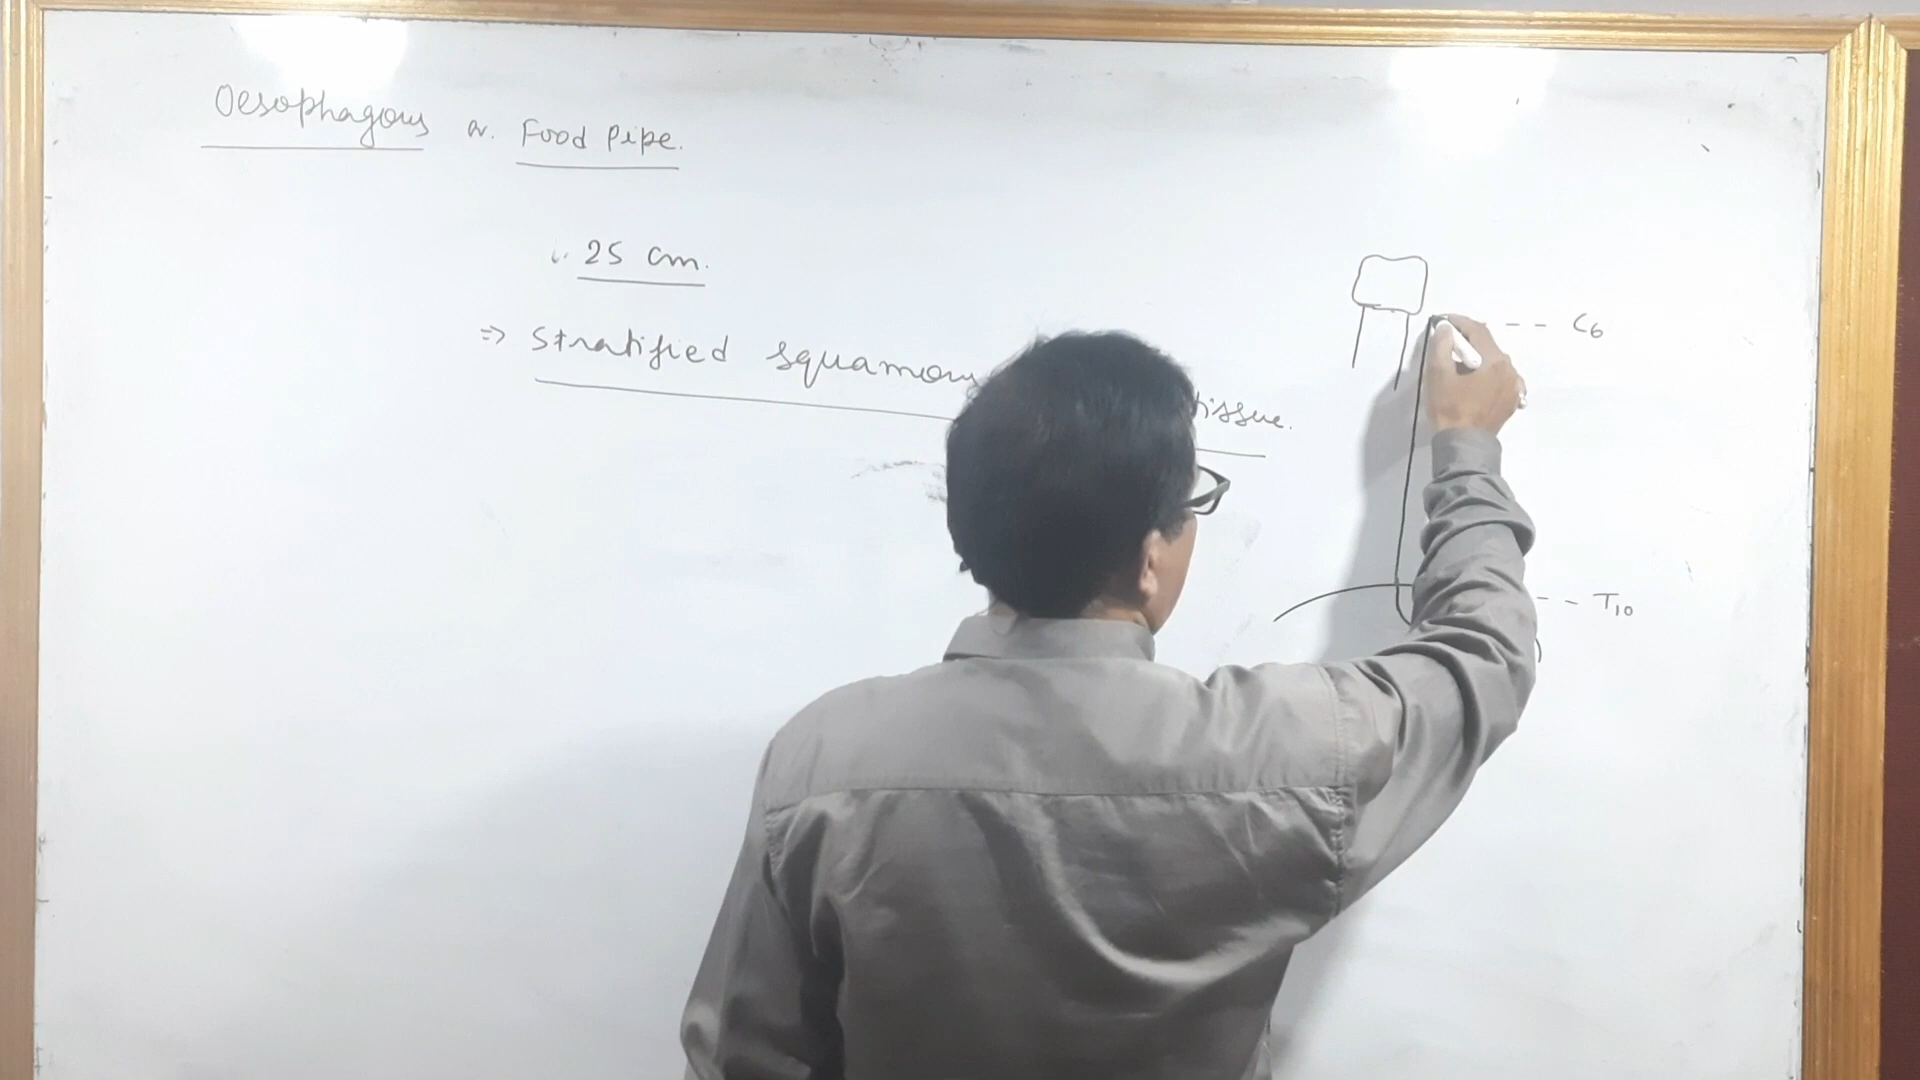 Oesophagous or. Food Pipe.
25 cm.
⇒ Stratified squamous tissue.
-- C6
-- T10